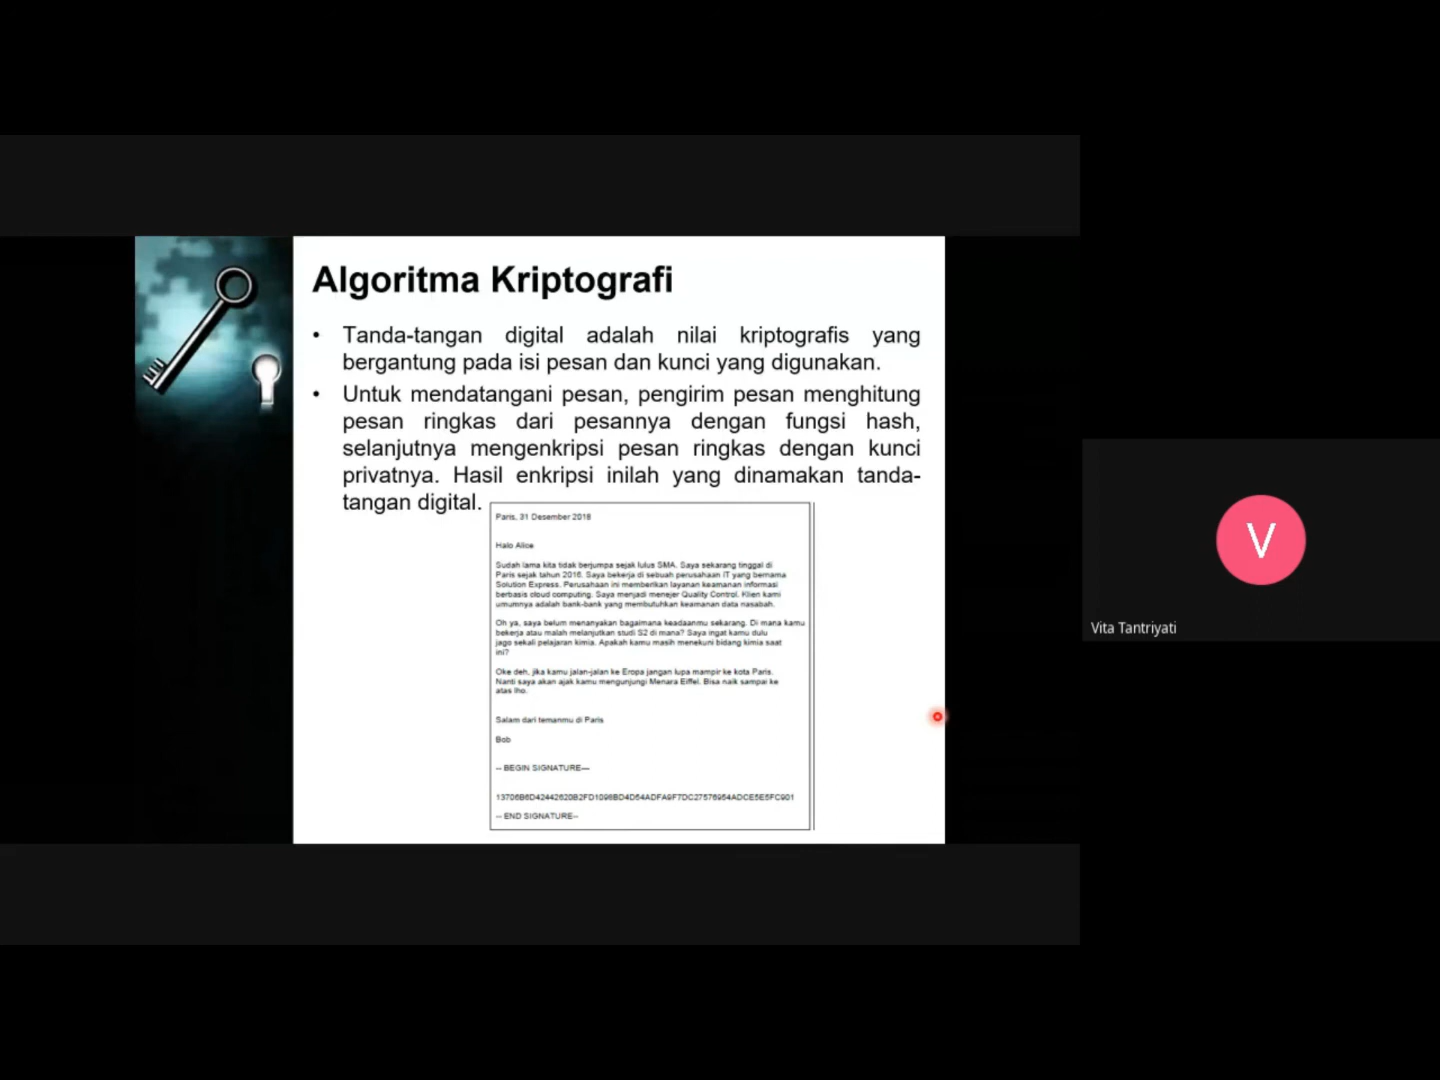 Algoritma Kriptografi
• Tanda-tangan digital adalah nilai kriptografis yang
bergantung pada isi pesan dan kunci yang digunakan.
• Untuk mendatangani pesan, pengirim pesan menghitung
pesan ringkas dari pesannya dengan fungsi hash,
selanjutnya mengenkripsi pesan ringkas dengan kunci
privatnya. Hasil enkripsi inilah yang dinamakan tanda-
tangan digital.
Paris, 31 Desember 2018
Halo Alice
Sudah lama kita tidak berjumpa sejak lulus SMA. Saya sekarang tinggal di
Paris sejak tahun 2016. Saya bekerja di sebuah perusahaan IT yang bernama
Solution Express. Perusahaan ini memberikan layanan keamanan informasi
berbasis cloud computing. Saya menjadi menejer Quality Control. Klien kami
umumnya adalah bank-bank yang membutuhkan keamanan data nasabah.
Oh ya, saya belum menanyakan bagaimana keadaanmu sekarang. Di mana kamu
bekerja atau malah melanjutkan studi S2 di mana? Saya ingat kamu dulu
jago sekali pelajaran kimia. Apakah kamu masih menekuni bidang kimia saat
ini?
Oke deh, jika kamu jalan-jalan ke Eropa jangan lupa mampir ke kota Paris.
Nanti saya akan ajak kamu mengunjungi Menara Eiffel. Bisa naik sampai ke
atas lho.
Salam dari temanmu di Paris
Bob
-- BEGIN SIGNATURE—
-- END SIGNATURE--
V
Vita Tantriyati